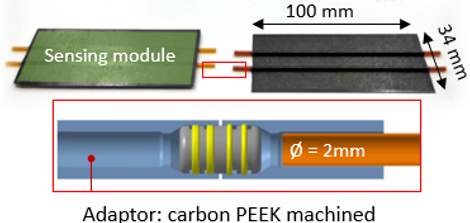 100 mm
Sensing module
34 mm
Ø = 2mm
Adaptor: carbon PEEK machined